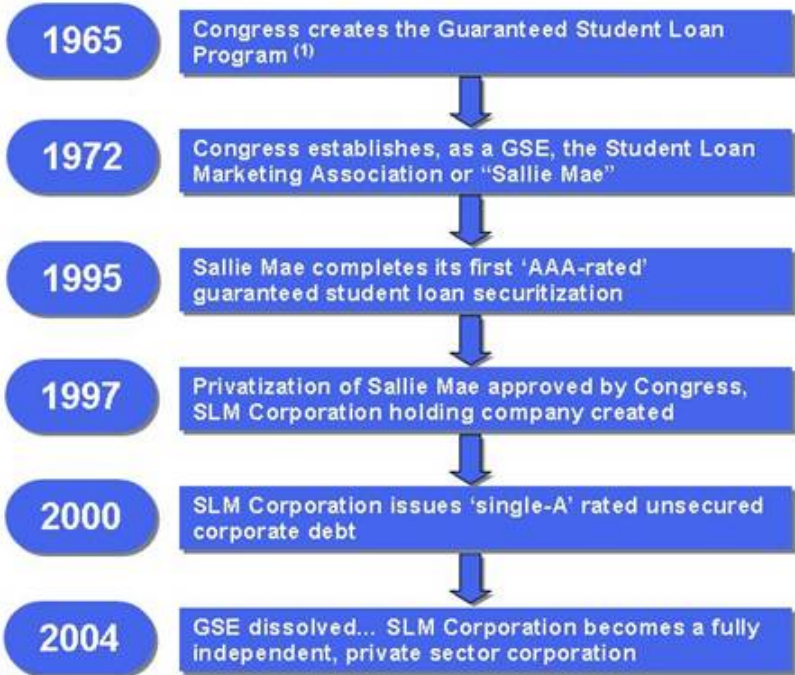 1965
Congress creates the Guaranteed Student Loan
Program (1)
1972
Congress establishes, as a GSE, the Student Loan
Marketing Association or “Sallie Mae”
1995
Sallie Mae completes its first ‘AAA-rated’
guaranteed student loan securitization
1997
Privatization of Sallie Mae approved by Congress,
SLM Corporation holding company created
2000
SLM Corporation issues ‘single-A’ rated unsecured
corporate debt
2004
GSE dissolved... SLM Corporation becomes a fully
independent, private sector corporation